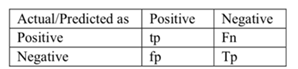 Actual/Predicted as Positive Negative
Positive tp Fn
Negative fp Tp